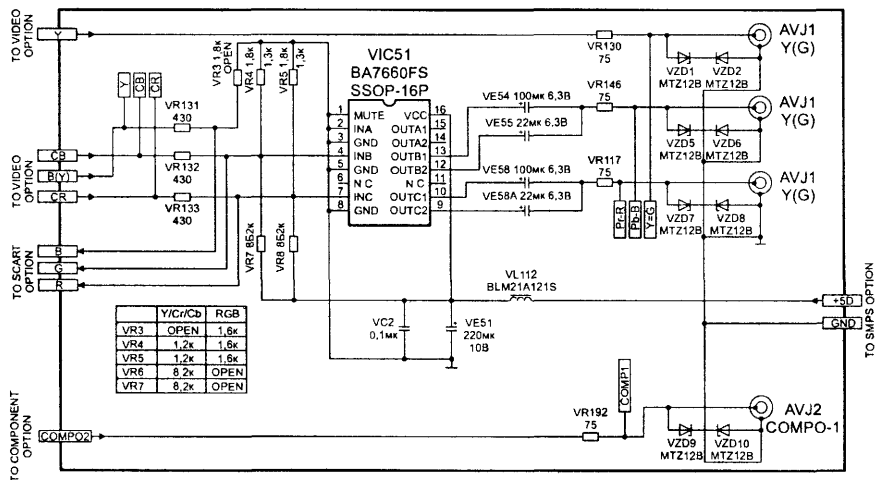 TO VIDEO
OPTION
Y
VR3 1,8к
OPEN
VR4 1,8к
1,3к
VR5 1,8к
1,3к
VIC51
BA7660FS
SSOP-16P
VR130
75
AVJ1
Y(G)
VZD1
MTZ12B
VZD2
MTZ12B
Y
CB
CR
VR131
430
1 MUTE VCC 16
2 INA OUTA1 15
3 GND OUTA2 14
4 INB OUTB1 13
5 GND OUTB2 12
6 N C N C 11
7 INC OUTC1 10
8 GND OUTC2 9
VE54 100мк 6,3В
VE55 22мк 6,3В
VR146
75
AVJ1
Y(G)
VZD5
MTZ12B
VZD6
MTZ12B
TO VIDEO
OPTION
CB
B(Y)
CR
VR132
430
VR133
430
VE58 100мк 6,3В
VE58A 22мк 6,3В
VR117
75
AVJ1
Y(G)
Pr-R
Pb-B
Y=G
VZD7
MTZ12B
VZD8
MTZ12B
TO SCART
OPTION
B
G
R
VR7 8Б2к
VR8 8Б2к
VL112
BLM21A121S
+5D
GND
TO SMPS OPTION
Y/Cr/Cb RGB
VR3 OPEN 1,6к
VR4 1,2к 1,6к
VR5 1,2к 1,6к
VR6 8,2к OPEN
VR7 8,2к OPEN
VC2
0,1мк
VE51
220мк
10В
COMP1
TO COMPONENT
OPTION
COMPO2
VR192
75
AVJ2
COMPO-1
VZD9
MTZ12B
VZD10
MTZ12B